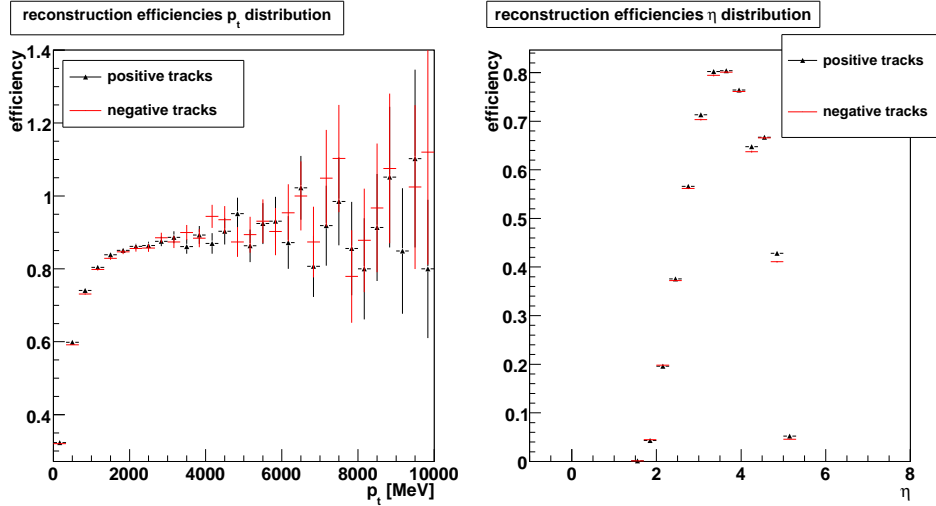 reconstruction efficiencies p_t distribution
efficiency
1.4
1.2
1
0.8
0.6
0.4
positive tracks
negative tracks
0 2000 4000 6000 8000 10000
p_t [MeV]
reconstruction efficiencies η distribution
efficiency
0.8
0.7
0.6
0.5
0.4
0.3
0.2
0.1
0
positive tracks
negative tracks
0 2 4 6 8
η